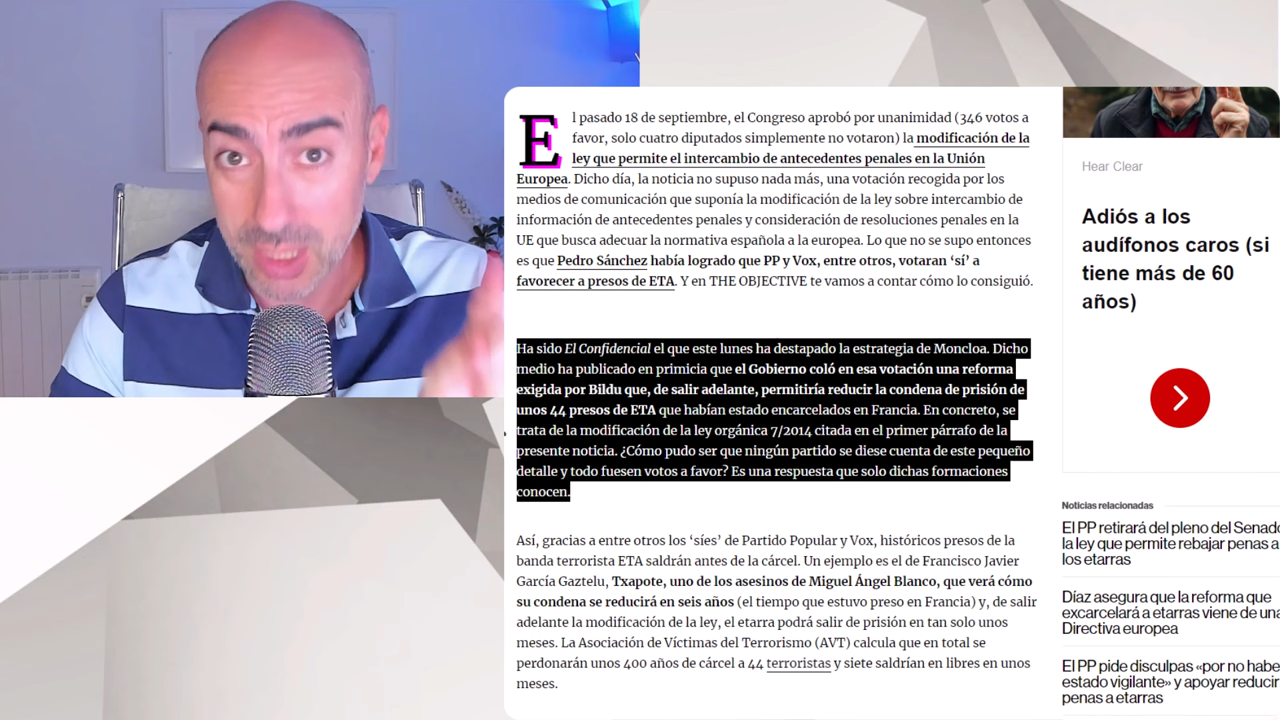 El pasado 18 de septiembre, el Congreso aprobó por unanimidad (346 votos a
favor, solo cuatro diputados simplemente no votaron) la modificación de la
ley que permite el intercambio de antecedentes penales en la Unión
Europea. Dicho día, la noticia no supuso nada más, una votación recogida por los
medios de comunicación que suponía la modificación de la ley sobre intercambio de
información de antecedentes penales y consideración de resoluciones penales en la
UE que busca adecuar la normativa española a la europea. Lo que no se supo entonces
es que Pedro Sánchez había logrado que PP y Vox, entre otros, votaran ‘sí’ a
favorecer a presos de ETA. Y en THE OBJECTIVE te vamos a contar cómo lo consiguió.
Ha sido El Confidencial el que este lunes ha destapado la estrategia de Moncloa. Dicho
medio ha publicado en primicia que el Gobierno coló en esa votación una reforma
exigida por Bildu que, de salir adelante, permitiría reducir la condena de prisión de
unos 44 presos de ETA que habían estado encarcelados en Francia. En concreto, se
trata de la modificación de la ley orgánica 7/2014 citada en el primer párrafo de la
presente noticia. ¿Cómo pudo ser que ningún partido se diese cuenta de este pequeño
detalle y todo fuesen votos a favor? Es una respuesta que solo dichas formaciones
conocen.
Así, gracias a entre otros los ‘síes’ de Partido Popular y Vox, históricos presos de la
banda terrorista ETA saldrán antes de la cárcel. Un ejemplo es el de Francisco Javier
García Gaztelu, Txapote, uno de los asesinos de Miguel Ángel Blanco, que verá cómo
su condena se reducirá en seis años (el tiempo que estuvo preso en Francia) y, de salir
adelante la modificación de la ley, el etarra podrá salir de prisión en tan solo unos
meses. La Asociación de Víctimas del Terrorismo (AVT) calcula que en total se
perdonarán unos 400 años de cárcel a 44 terroristas y siete saldrían en libres en unos
meses.
Hear Clear
Adiós a los
audífonos caros (si
tiene más de 60
años)
Noticias relacionadas
El PP retirará del pleno del Senado
la ley que permite rebajar penas a
los etarras
Díaz asegura que la reforma que
excarcelará a etarras viene de una
Directiva europea
El PP pide disculpas «por no habe
estado vigilante» y apoyar reducir
penas a etarras